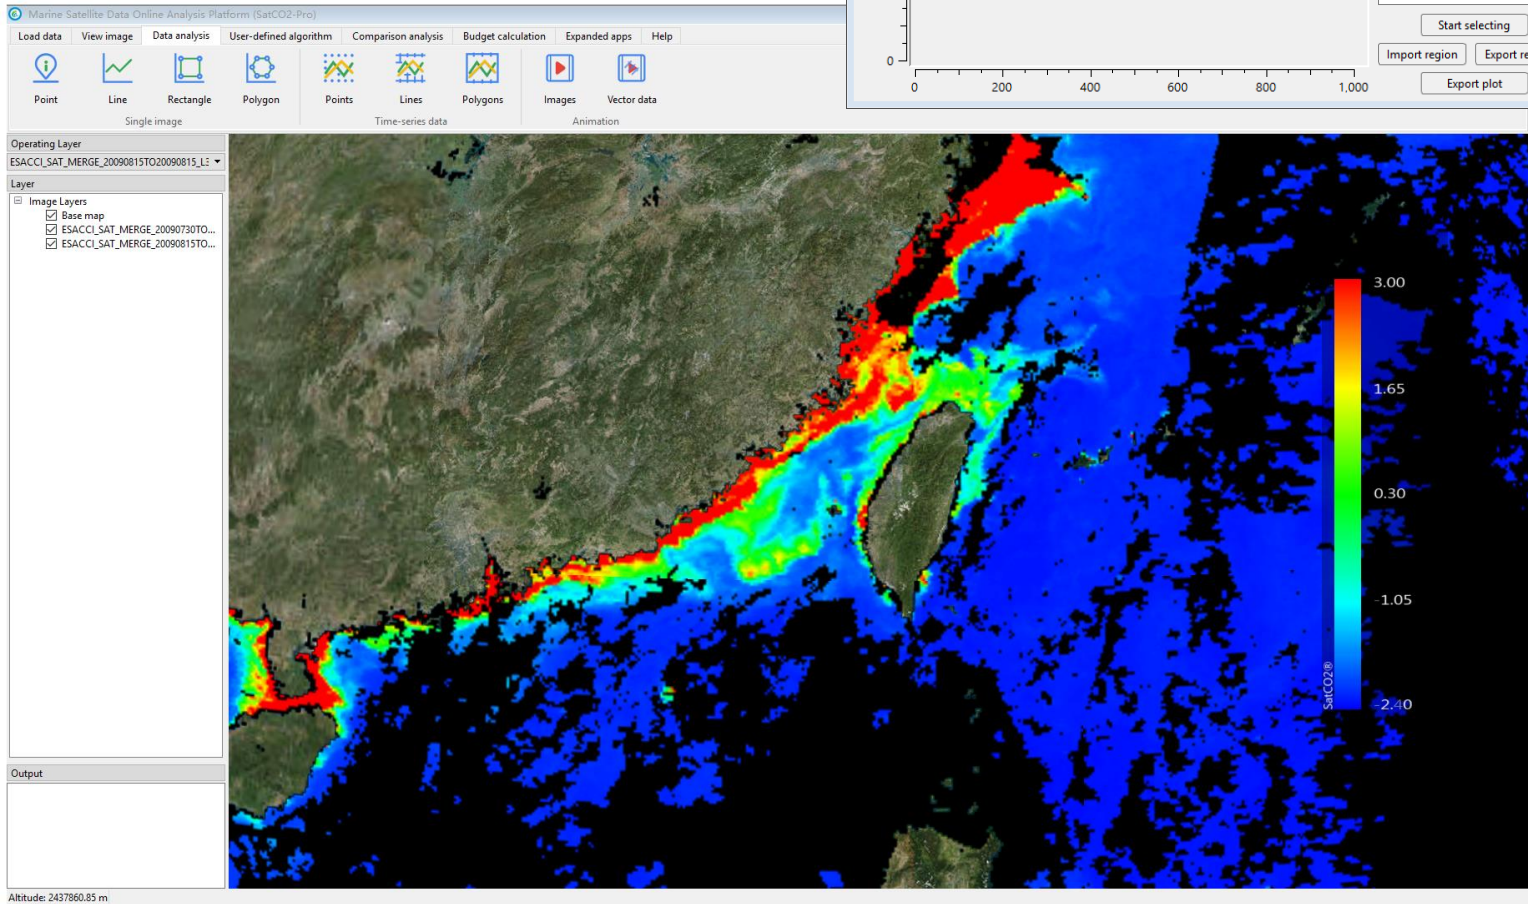 Marine Satellite Data Online Analysis Platform (SatCO2-Pro)
Load data View image Data analysis User-defined algorithm Comparison analysis Budget calculation Expanded apps Help
Point Line Rectangle Polygon Points Lines Polygons Images Vector data
Single image Time-series data Animation
0
0 200 400 600 800 1,000
Start selecting
Import region Export re
Export plot
Operating Layer
ESACCI_SAT_MERGE_20090815TO20090815_L3
Layer
Image Layers
Base map
ESACCI_SAT_MERGE_20090730TO...
ESACCI_SAT_MERGE_20090815TO...
3.00
1.65
0.30
-1.05
-2.40
SatCO2®
Output
Altitude: 2437860.85 m